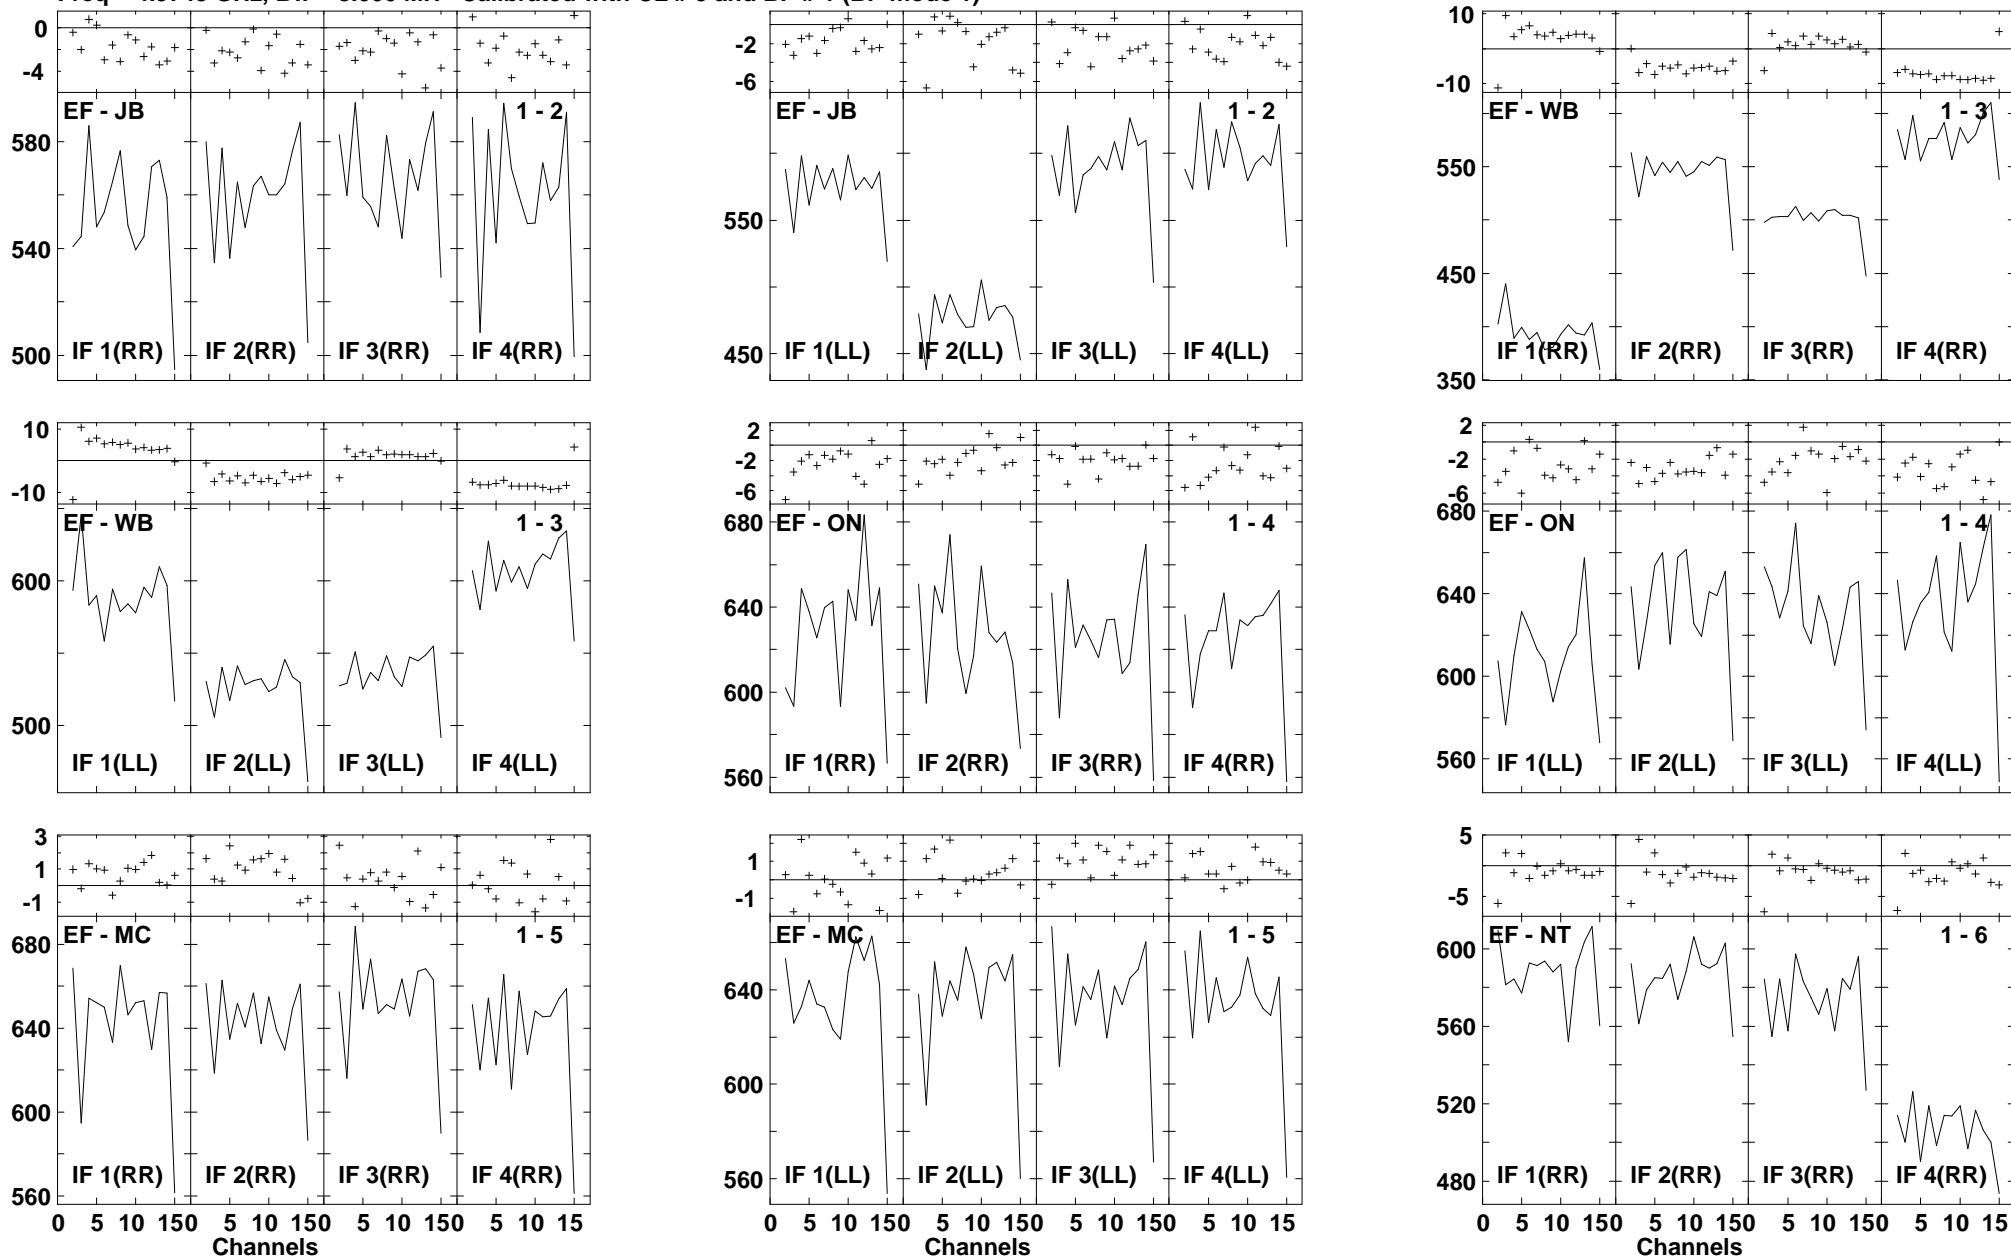 0
-4
EF - JB
1 - 2
580
540
500
IF 1(RR) IF 2(RR) IF 3(RR) IF 4(RR)
-2
-6
EF - JB
1 - 2
550
450
IF 1(LL) IF 2(LL) IF 3(LL) IF 4(LL)
10
-10
EF - WB
1 - 3
550
450
350
IF 1(RR) IF 2(RR) IF 3(RR) IF 4(RR)
10
-10
EF - WB
1 - 3
600
500
IF 1(LL) IF 2(LL) IF 3(LL) IF 4(LL)
2
-2
-6
EF - ON
1 - 4
680
640
600
560
IF 1(RR) IF 2(RR) IF 3(RR) IF 4(RR)
2
-2
-6
EF - ON
1 - 4
680
640
600
560
IF 1(LL) IF 2(LL) IF 3(LL) IF 4(LL)
3
1
-1
EF - MC
1 - 5
680
640
600
560
IF 1(RR) IF 2(RR) IF 3(RR) IF 4(RR)
0 5 10 150 5 10 150 5 10 150 5 10 15
Channels
1
-1
EF - MC
1 - 5
640
560
IF 1(LL) IF 2(LL) IF 3(LL) IF 4(LL)
0 5 10 150 5 10 150 5 10 150 5 10 15
Channels
5
-5
EF - NT
1 - 6
600
560
520
480
IF 1(RR) IF 2(RR) IF 3(RR) IF 4(RR)
0 5 10 150 5 10 150 5 10 150 5 10 15
Channels